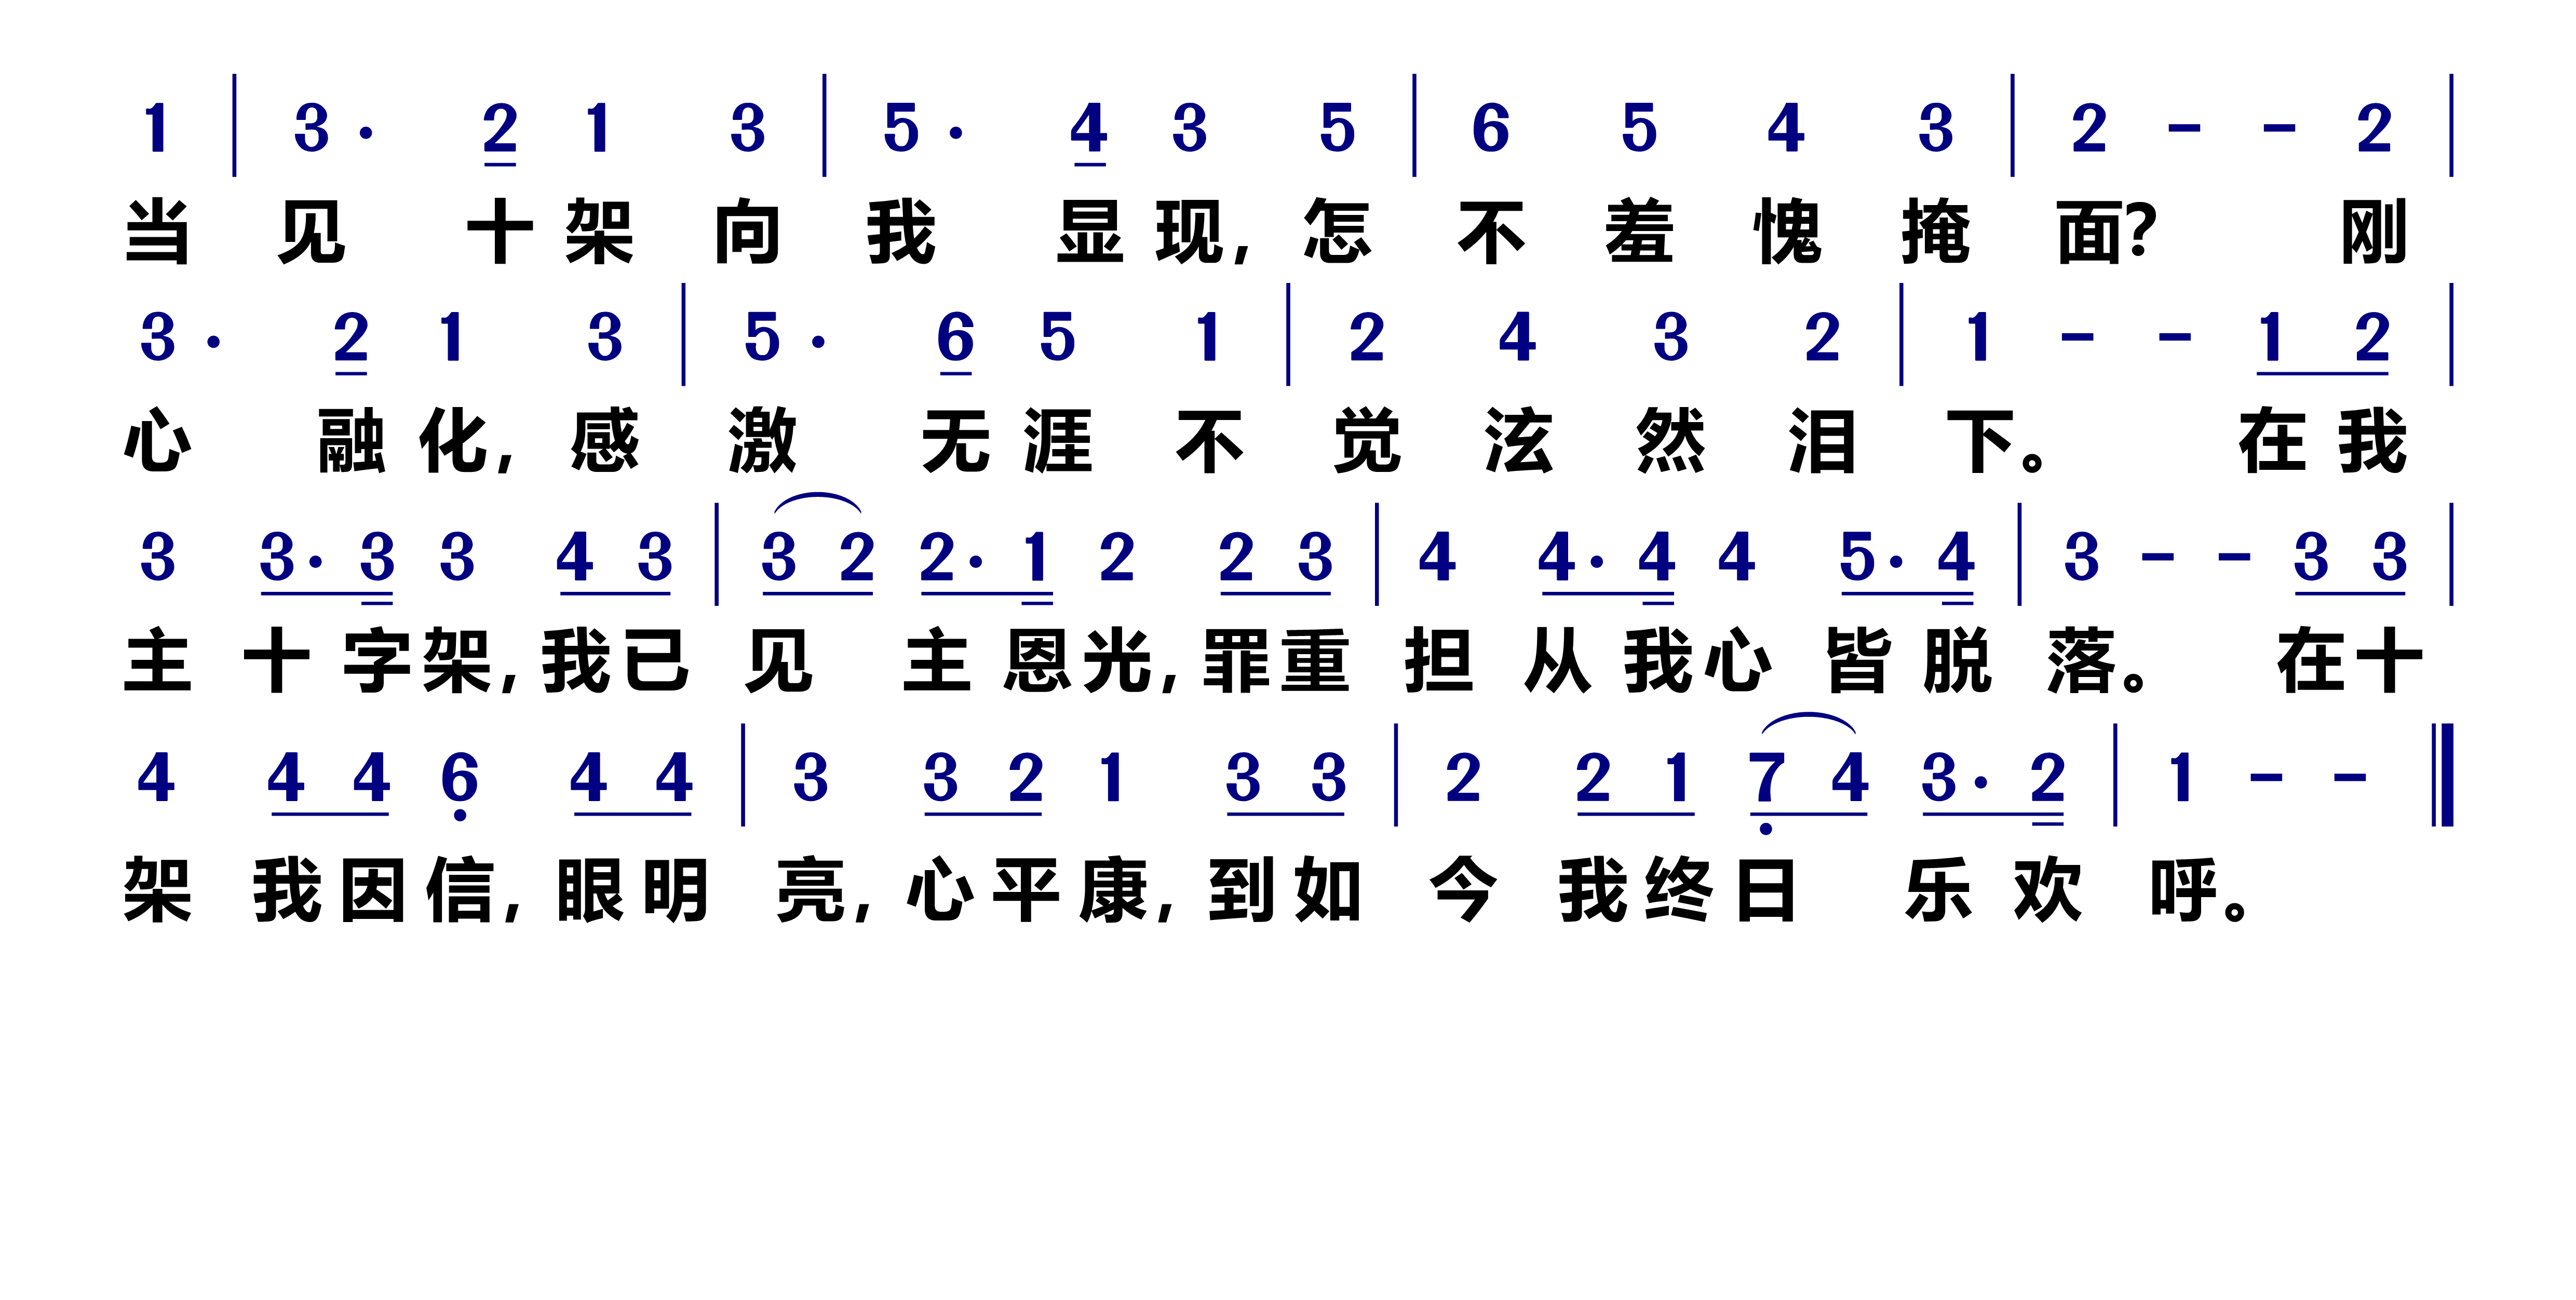 1 | 3 · 2 1 3 | 5 · 4 3 5 | 6 5 4 3 | 2 – – 2 |
当 见 十 架 向 我 显 现, 怎 不 羞 愧 掩 面? 刚
3 · 2 1 3 | 5 · 6 5 1 | 2 4 3 2 | 1 – – 1 2 |
心 融 化, 感 激 无 涯 不 觉 泫 然 泪 下。 在 我
3 3 · 3 3 4 3 | 3 2 2 · 1 2 2 3 | 4 4 · 4 4 5 · 4 | 3 – – 3 3 |
主 十 字 架, 我 已 见 主 恩 光, 罪 重 担 从 我 心 皆 脱 落。 在 十
4 4 4 6 4 4 | 3 3 2 1 3 3 | 2 2 1 7 4 3 · 2 | 1 – – ‖
架 我 因 信, 眼 明 亮, 心 平 康, 到 如 今 我 终 日 乐 欢 呼。